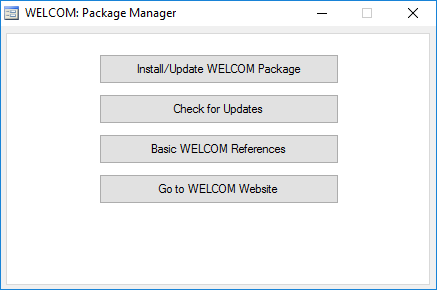 WELCOM: Package Manager
Install/Update WELCOM Package
Check for Updates
Basic WELCOM References
Go to WELCOM Website